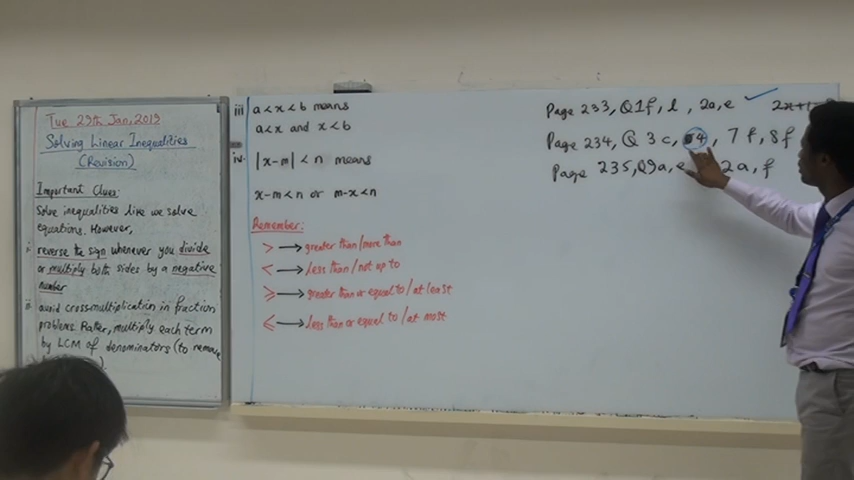 Tue 29th Jan, 2019
Solving Linear Inequalities
(Revision)
Important Clues:
Solve inequalities like we solve
equations. However,
i. reverse the sign whenever you divide
or multiply both sides by a negative
number
ii. avoid cross multiplication in fraction
problems. Rather, multiply each term
by LCM of denominators (to remove
iii a < x < b means
a < x and x < b
iv. |x-m| < n means
x-m < n or m-x < n
Remember:
> → greater than/more than
< → Less than/not up to
≥ → greater than or equal to/at least
≤ → Less than or equal to/at most
Page 233, Q1f, l, 2a, e ✓
Page 234, Q 3c, 4, 7f, 8f
Page 235, Q9a, e 2a, f